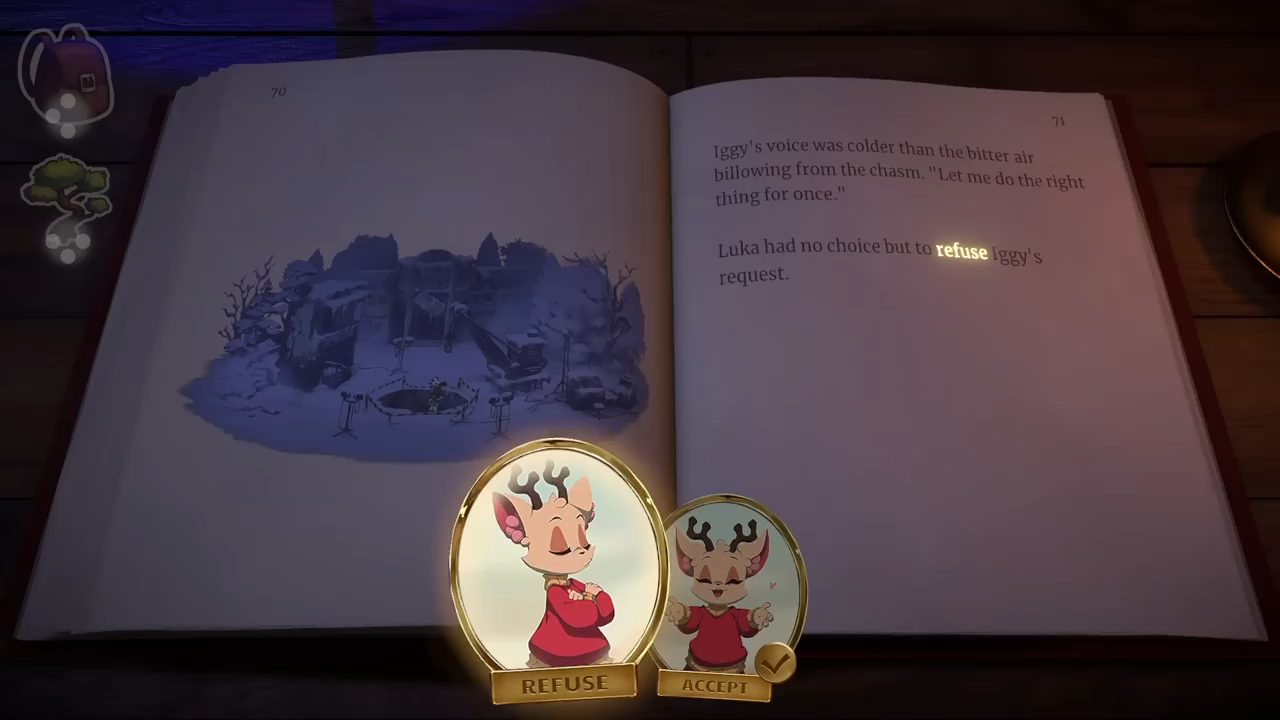 70
71
Iggy's voice was colder than the bitter air
billowing from the chasm. "Let me do the right
thing for once."
Luka had no choice but to refuse Iggy's
request.
REFUSE
ACCEPT